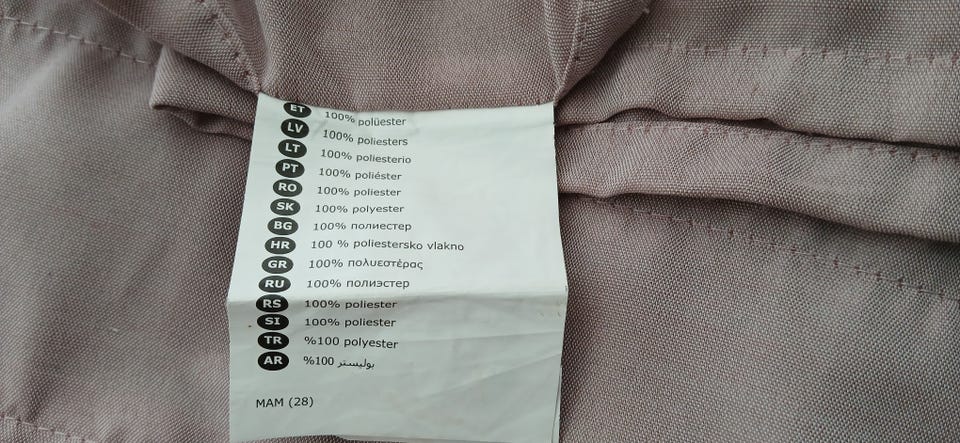 ET 100% polüester
LV 100% poliesters
LT 100% poliesterio
PT 100% poliéster
RO 100% poliester
SK 100% polyester
BG 100% полиестер
HR 100 % poliestersko vlakno
GR 100% πολυεστέρας
RU 100% полиэстер
RS 100% poliester
SI 100% poliester
TR %100 polyester
AR %100 بوليستر
MAM (28)